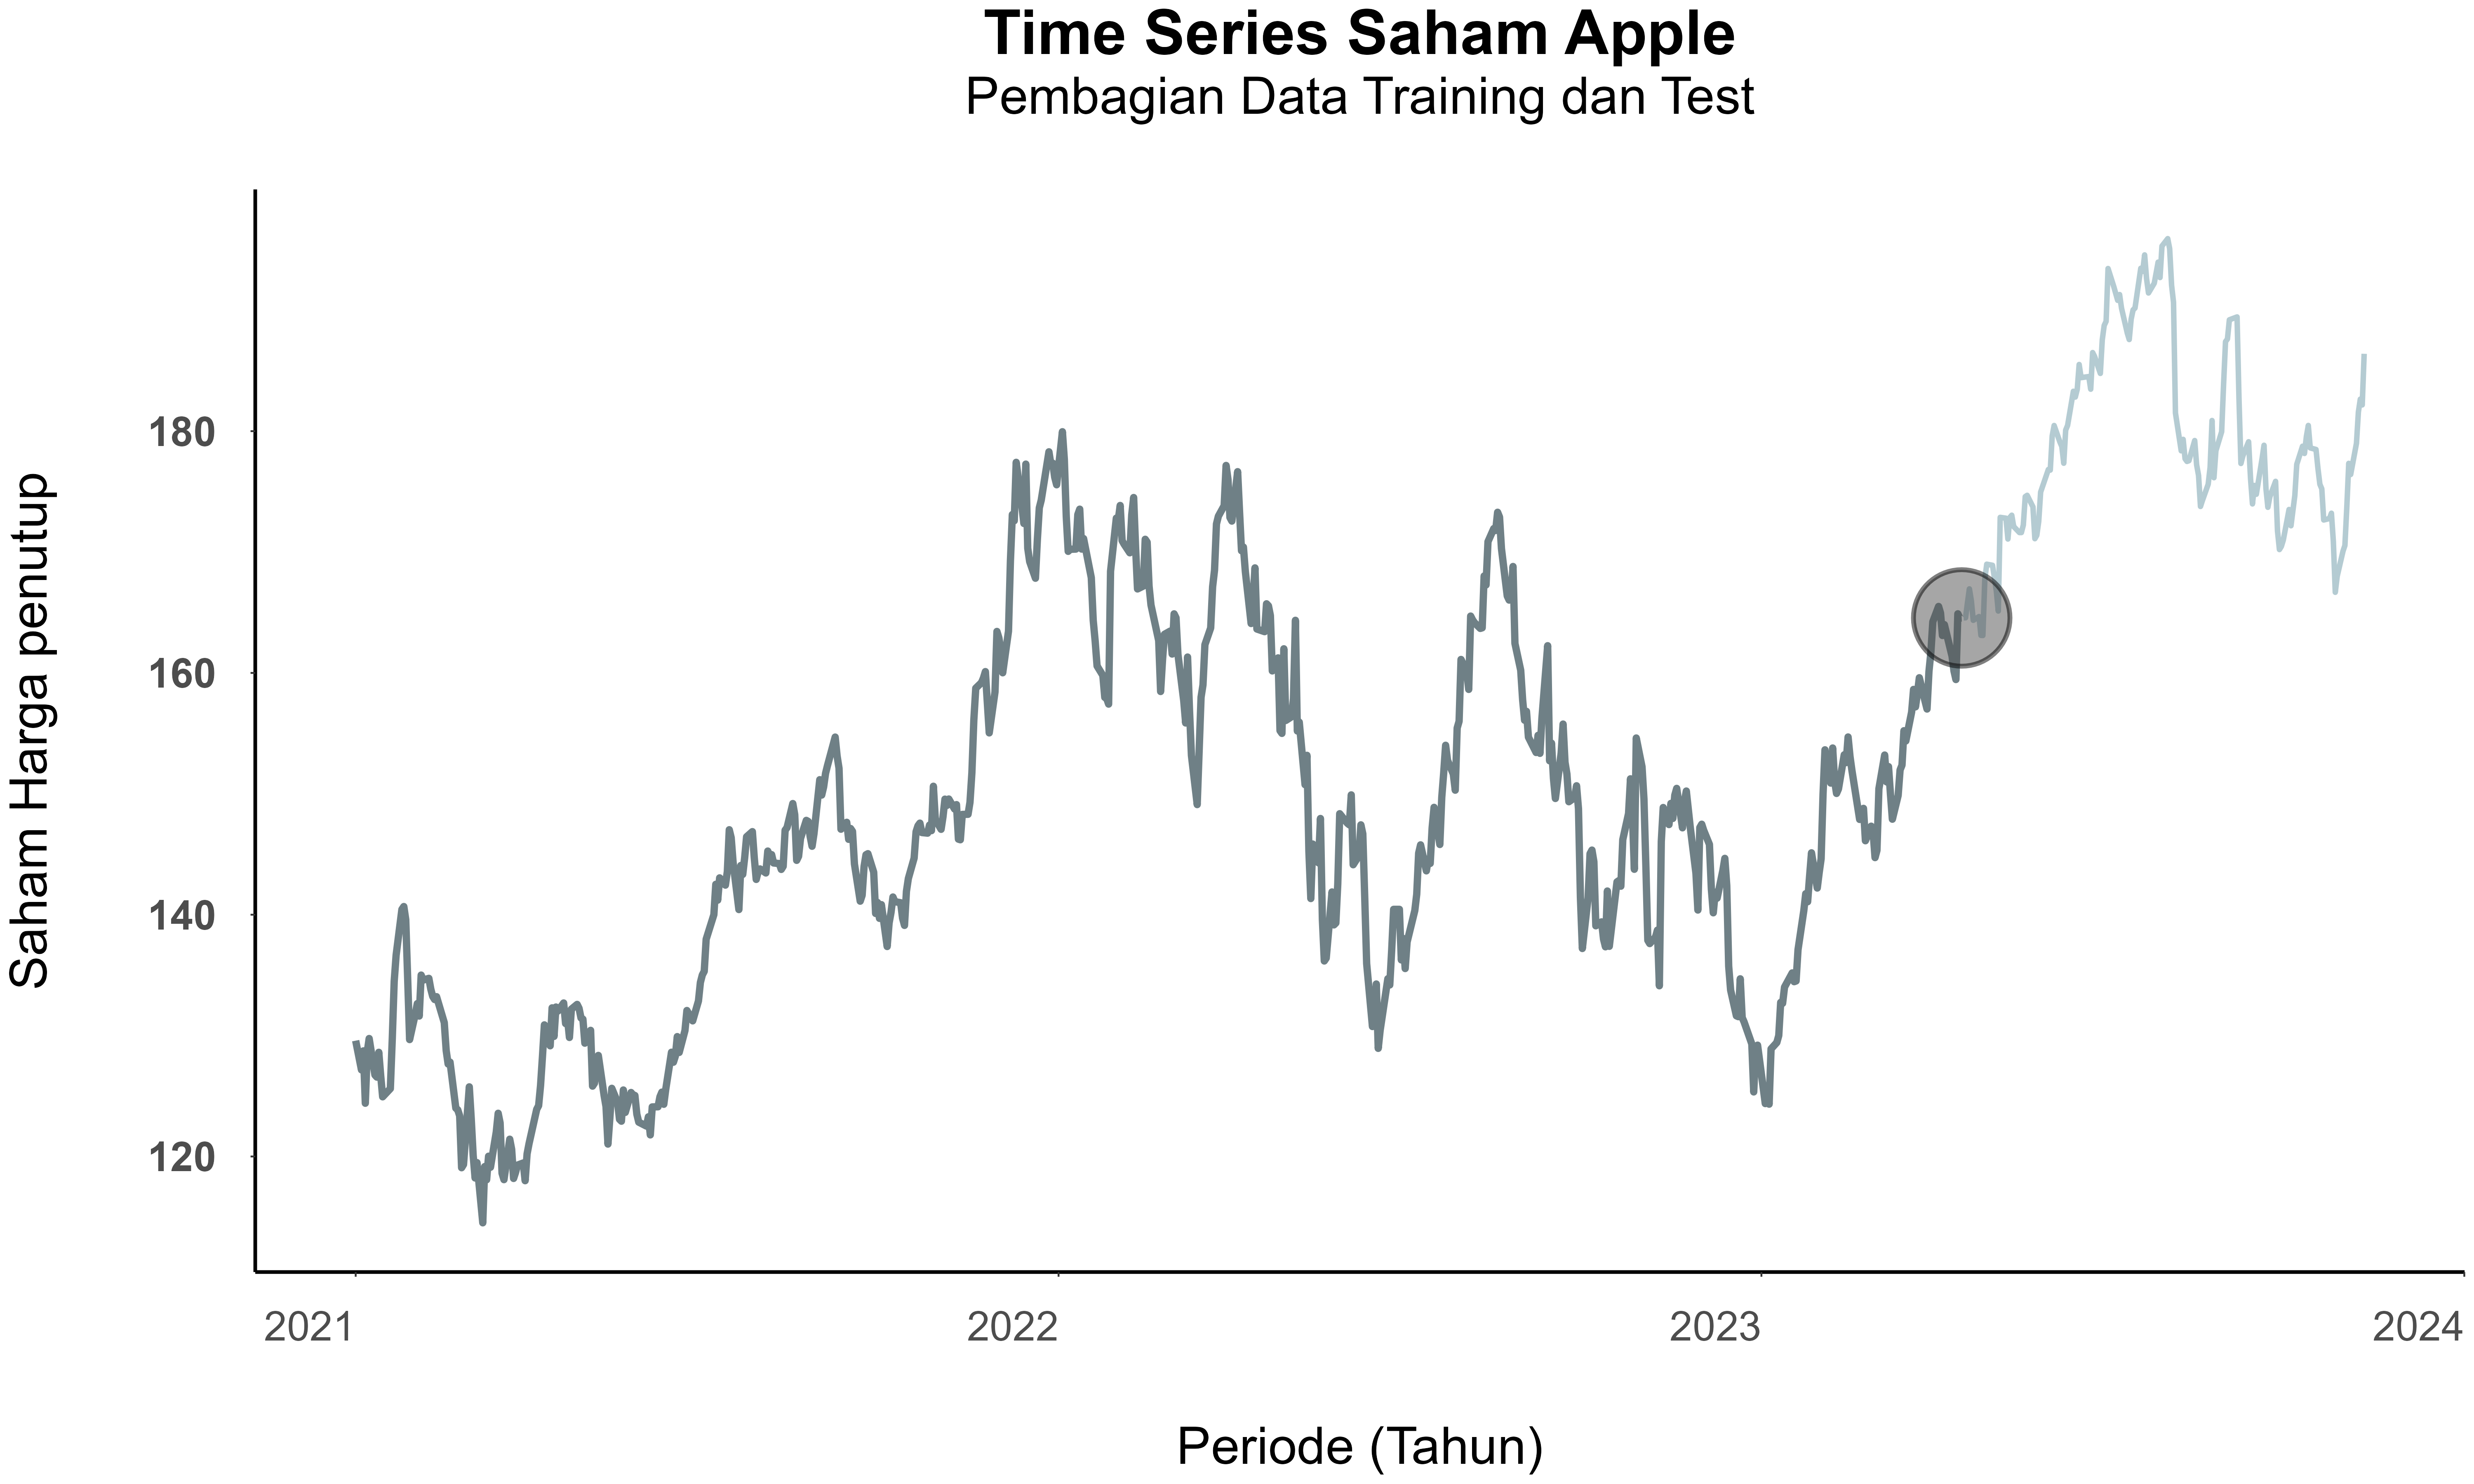 Time Series Saham Apple
Pembagian Data Training dan Test
Saham Harga penutup
180
160
140
120
2021
2022
2023
2024
Periode (Tahun)